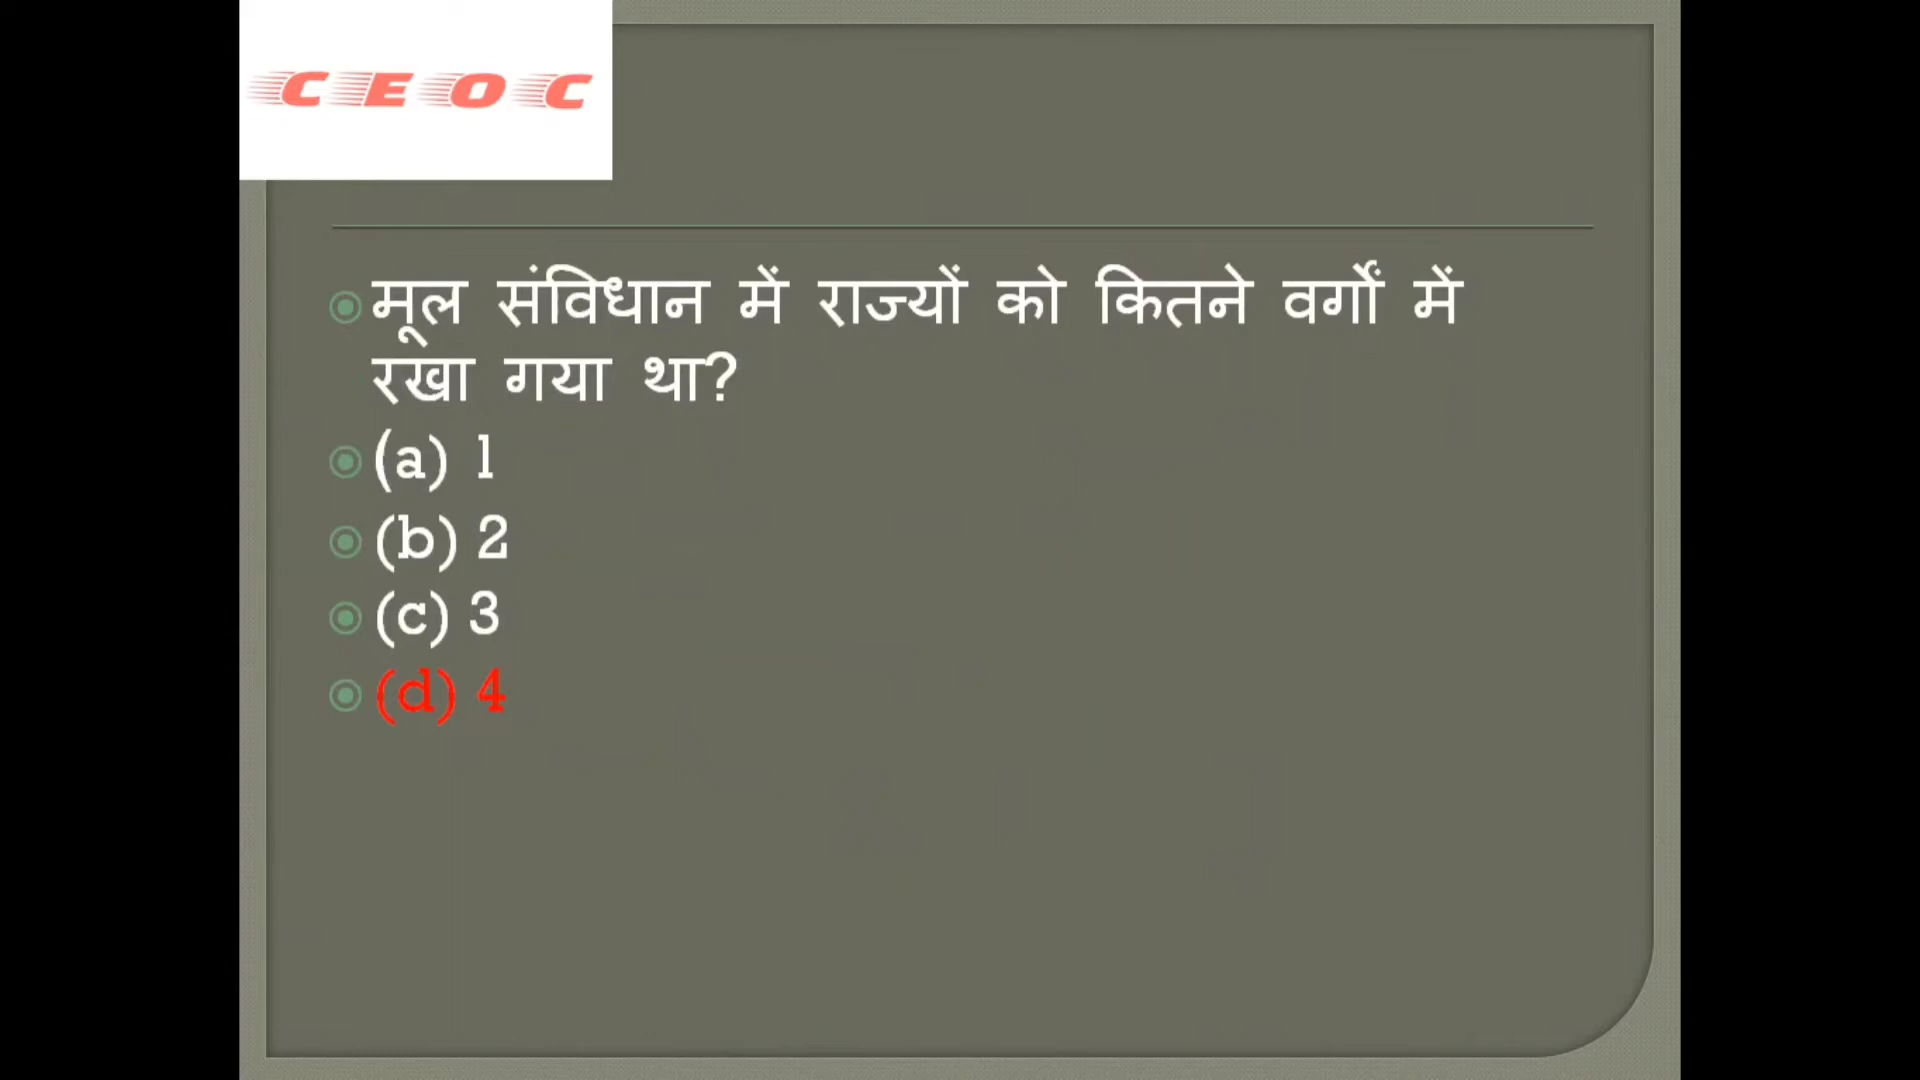 CEOC
मूल संविधान में राज्यों को कितने वर्गों में
रखा गया था?
(a) 1
(b) 2
(c) 3
(d) 4